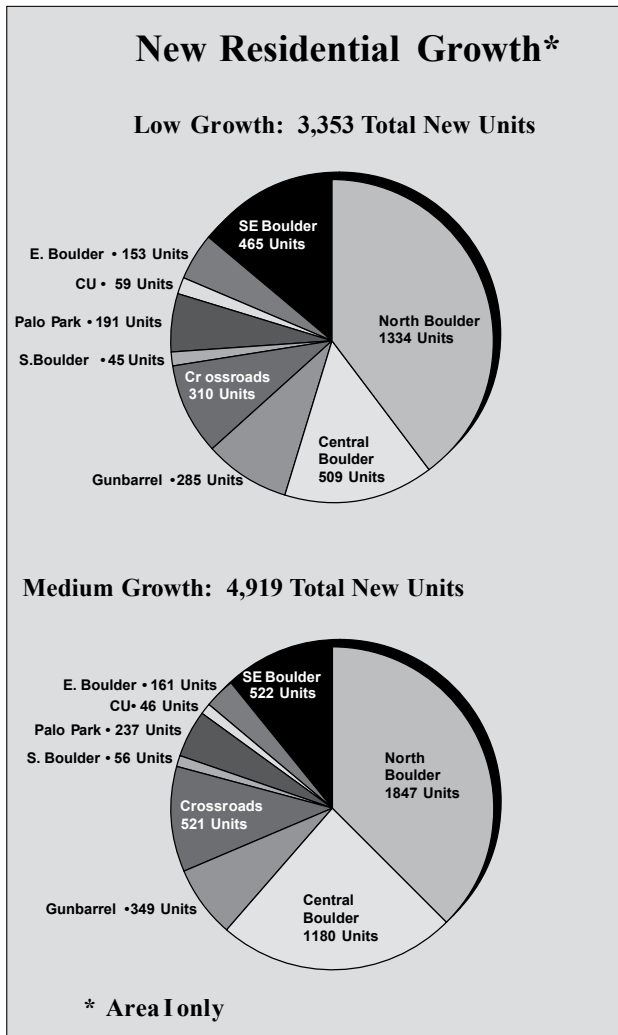 New Residential Growth*
Low Growth: 3,353 Total New Units
SE Boulder
465 Units
E. Boulder • 153 Units
CU • 59 Units
Palo Park • 191 Units
S.Boulder • 45 Units
Cr ossroads
310 Units
Gunbarrel •285 Units
North Boulder
1334 Units
Central
Boulder
509 Units
Medium Growth: 4,919 Total New Units
SE Boulder
522 Units
E. Boulder • 161 Units
CU• 46 Units
Palo Park • 237 Units
S. Boulder • 56 Units
Crossroads
521 Units
Gunbarrel •349 Units
North
Boulder
1847 Units
Central
Boulder
1180 Units
* Area I only